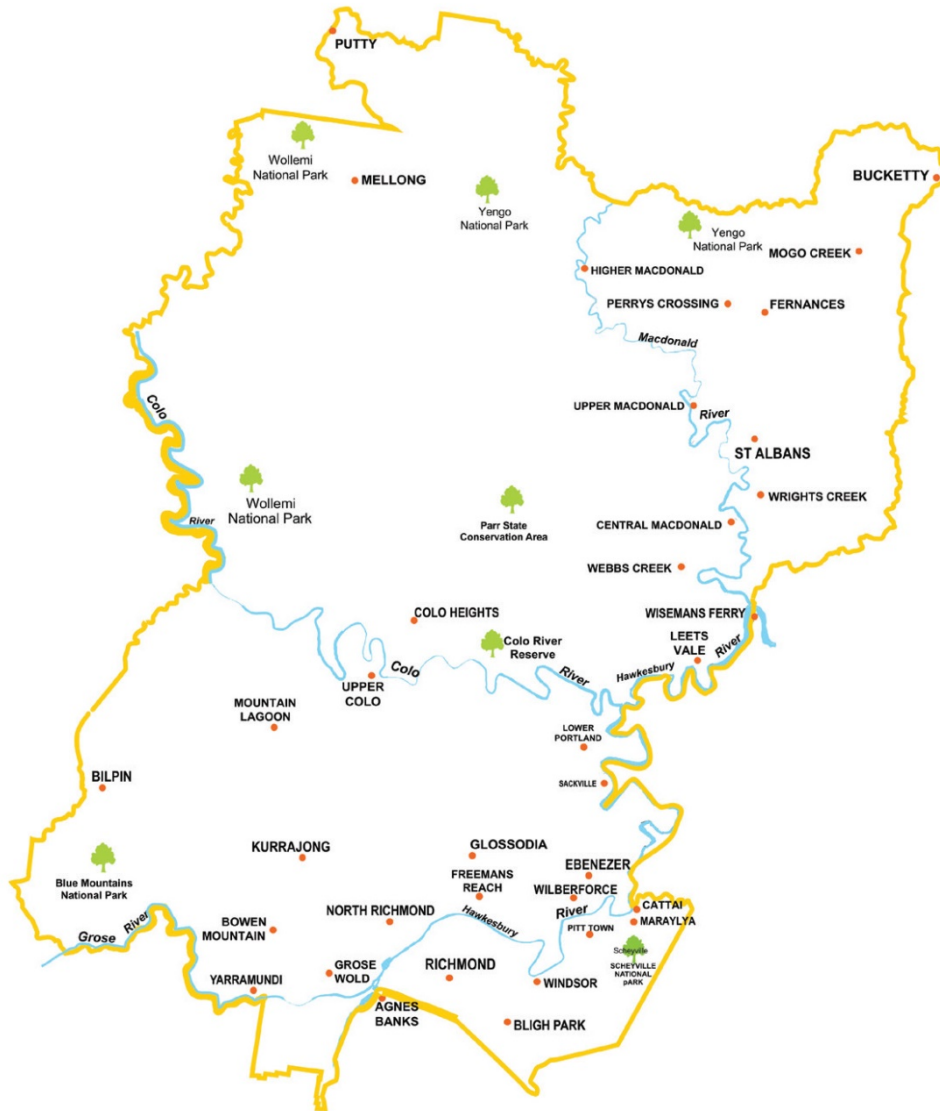 PUTTY
Wollemi
National Park
MELLONG
Yengo
National Park
BUCKETTY
Yengo
National Park
MOGO CREEK
HIGHER MACDONALD
PERRYS CROSSING
FERNANCES
Macdonald
Colo
UPPER MACDONALD
River
ST ALBANS
Wollemi
National Park
WRIGHTS CREEK
River
Parr State
Conservation Area
CENTRAL MACDONALD
WEBBS CREEK
COLO HEIGHTS
WISEMANS FERRY
Colo River
Reserve
LEETS
VALE
River
Hawkesbury
Colo
River
UPPER
COLO
MOUNTAIN
LAGOON
LOWER
PORTLAND
BILPIN
SACKVILLE
KURRAJONG
GLOSSODIA
Blue Mountains
National Park
EBENEZER
FREEMANS
REACH
WILBERFORCE
CATTAI
River
MARAYLYA
NORTH RICHMOND
Hawkesbury
PITT TOWN
BOWEN
MOUNTAIN
Grose
River
Scheyville
SCHEYVILLE
NATIONAL
pARK
GROSE
WOLD
RICHMOND
YARRAMUNDI
WINDSOR
AGNES
BANKS
BLIGH PARK